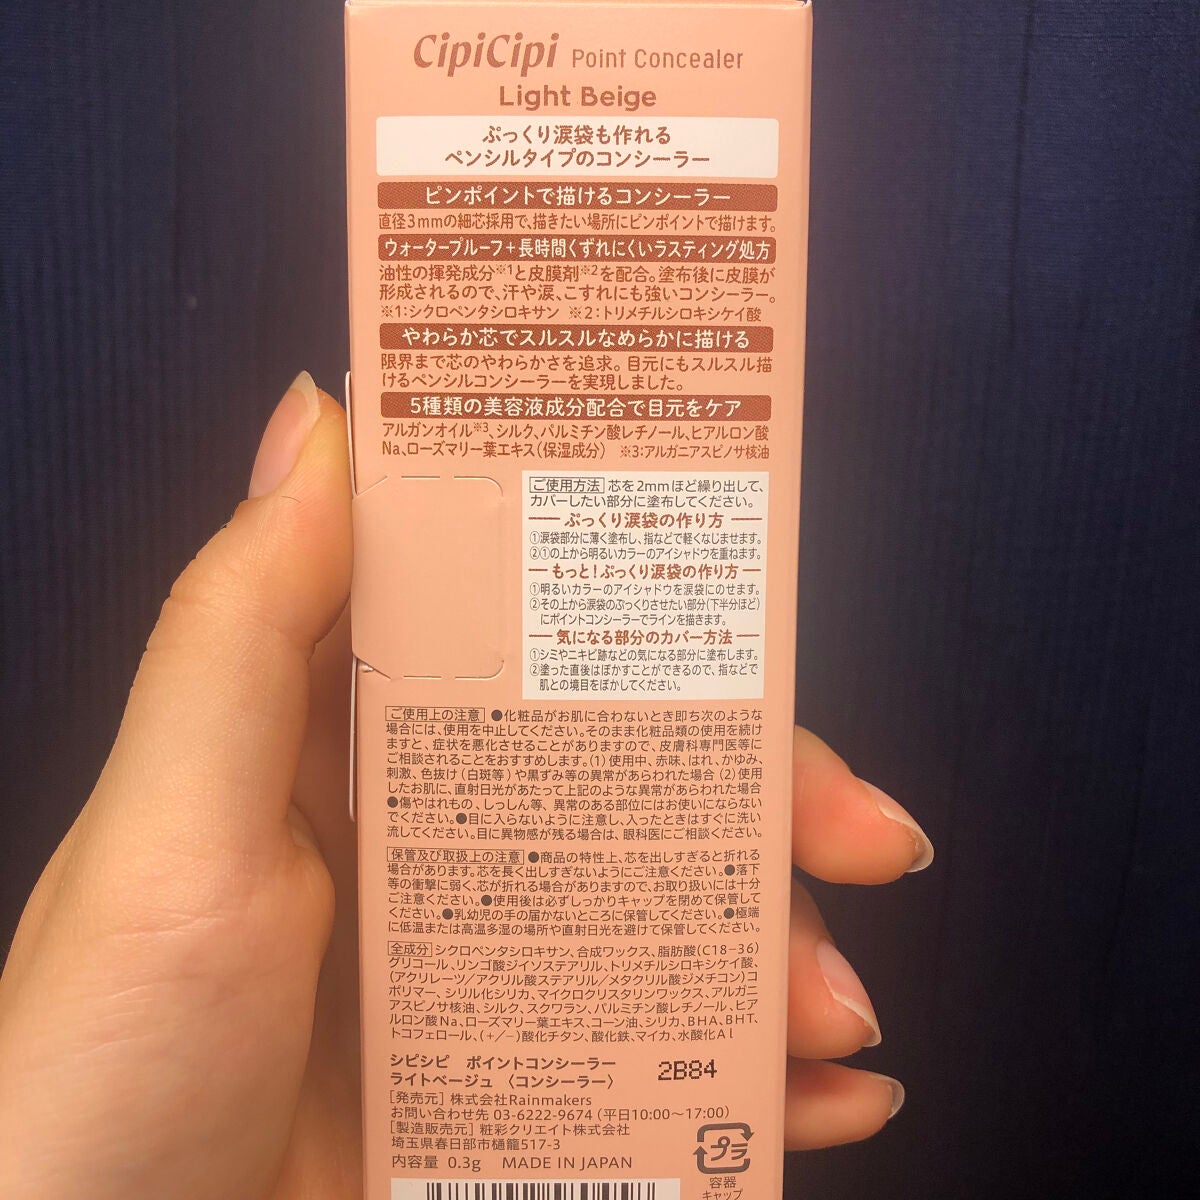 CipiCipi Point Concealer
Light Beige
ぷっくり涙袋も作れる
ペンシルタイプのコンシーラー
ピンポイントで描けるコンシーラー
直径3mmの細芯採用で、描きたい場所にピンポイントで描けます。
ウォータープルーフ+長時間くずれにくいラスティング処方
油性の揮発成分※1と皮膜剤※2を配合。塗布後に皮膜が
形成されるので、汗や涙、こすれにも強いコンシーラー。
※1:シクロペンタシロキサン ※2:トリメチルシロキシケイ酸
やわらか芯でスルスルなめらかに描ける
限界まで芯のやわらかさを追求。目元にもスルスル描
けるペンシルコンシーラーを実現しました。
5種類の美容液成分配合で目元をケア
アルガンオイル※3、シルク、パルミチン酸レチノール、ヒアルロン酸
Na、ローズマリー葉エキス(保湿成分) ※3:アルガニアスピノサ核油
ご使用方法 芯を2mmほど繰り出して、
カバーしたい部分に塗布してください。
ぷっくり涙袋の作り方
①涙袋部分に薄く塗布し、指などで軽くなじませます。
②①の上から明るいカラーのアイシャドウを重ねます。
もっと!ぷっくり涙袋の作り方
①明るいカラーのアイシャドウを涙袋にのせます。
②その上から涙袋のぷっくりさせたい部分(下半分ほど)
にポイントコンシーラーでラインを描きます。
気になる部分のカバー方法
①シミやニキビ跡などの気になる部分に塗布します。
②塗った直後はぼかすことができるので、指などで
肌との境目をぼかしてください。
ご使用上の注意 ●化粧品がお肌に合わないとき即ち次のような
場合には、使用を中止してください。そのまま化粧品類の使用を続け
ますと、症状を悪化させることがありますので、皮膚科専門医等に
ご相談されることをおすすめします。(1)使用中、赤味、はれ、かゆみ、
刺激、色抜け(白斑等)や黒ずみ等の異常があらわれた場合(2)使用
したお肌に、直射日光があたって上記のような異常があらわれた場合
●傷やはれもの、しっしん等、異常のある部位にはお使いにならない
でください。●目に入らないように注意し、入ったときはすぐに洗い
流してください。目に異物感が残る場合は、眼科医にご相談ください。
保管及び取扱上の注意 ●商品の特性上、芯を出しすぎると折れる
場合があります。芯を長く出しすぎないようにご注意ください。●落下
等の衝撃に弱く、芯が折れる場合がありますので、お取り扱いには十分
ご注意ください。●使用後は必ずしっかりキャップを閉めて保管して
ください。●乳幼児の手の届かないところに保管してください。●極端
に低温または高温多湿の場所や直射日光を避けて保管してください。
全成分 シクロペンタシロキサン、合成ワックス、脂肪酸(C18-36)
グリコール、リンゴ酸ジイソステアリル、トリメチルシロキシケイ酸、
(アクリレーツ/アクリル酸ステアリル/メタクリル酸ジメチコン)コ
ポリマー、シリル化シリカ、マイクロクリスタリンワックス、アルガニ
アスピノサ核油、シルク、スクワラン、パルミチン酸レチノール、ヒア
ルロン酸Na、ローズマリー葉エキス、コーン油、シリカ、BHA、BHT、
トコフェロール、(+/-)酸化チタン、酸化鉄、マイカ、水酸化Al
シピシピ ポイントコンシーラー
ライトベージュ 〈コンシーラー〉
2B84
[発売元] 株式会社Rainmakers
お問い合わせ先 03-6222-9674(平日10:00~17:00)
[製造販売元] 粧彩クリエイト株式会社
埼玉県春日部市樋籠517-3
内容量 0.3g MADE IN JAPAN
プラ
容器
キャップ